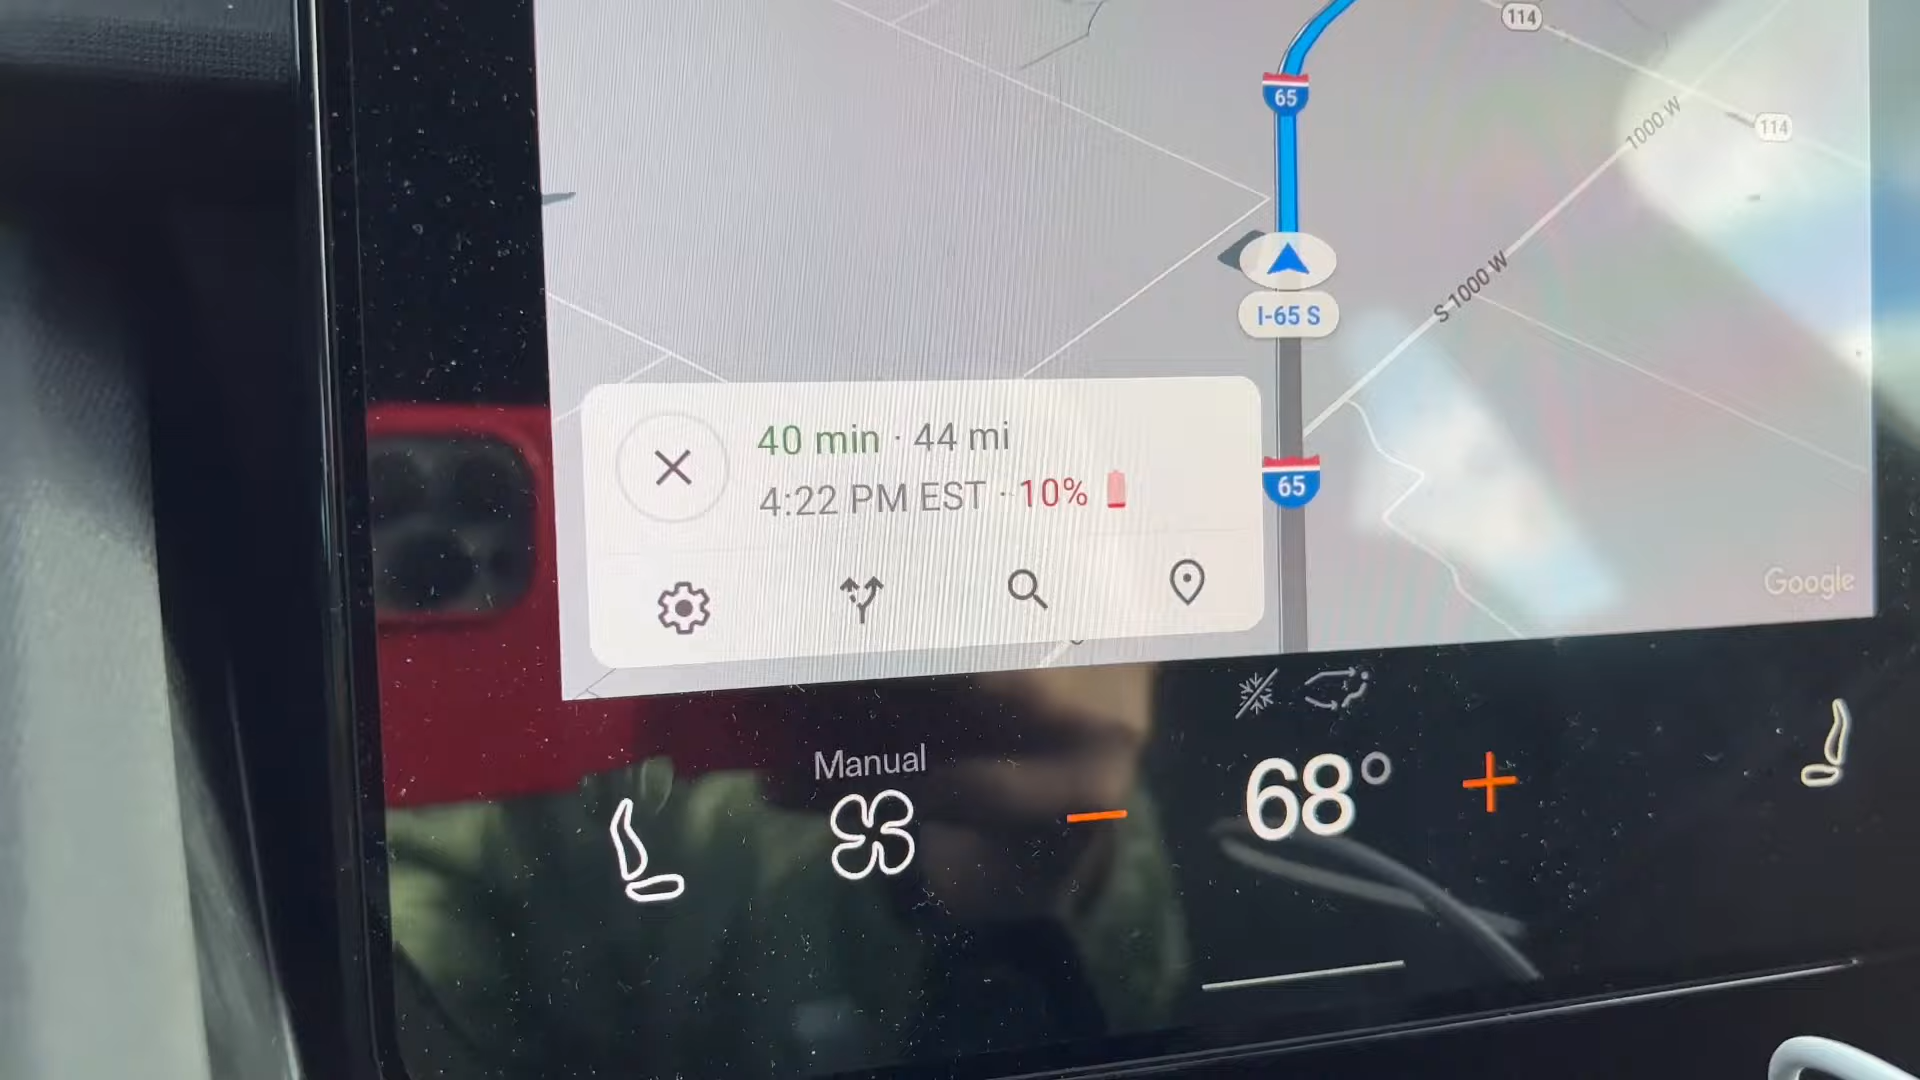 114
65
1000 W
114
S 1000 W
I-65 S
40 min · 44 mi
4:22 PM EST · 10%
65
Google
Manual
68°